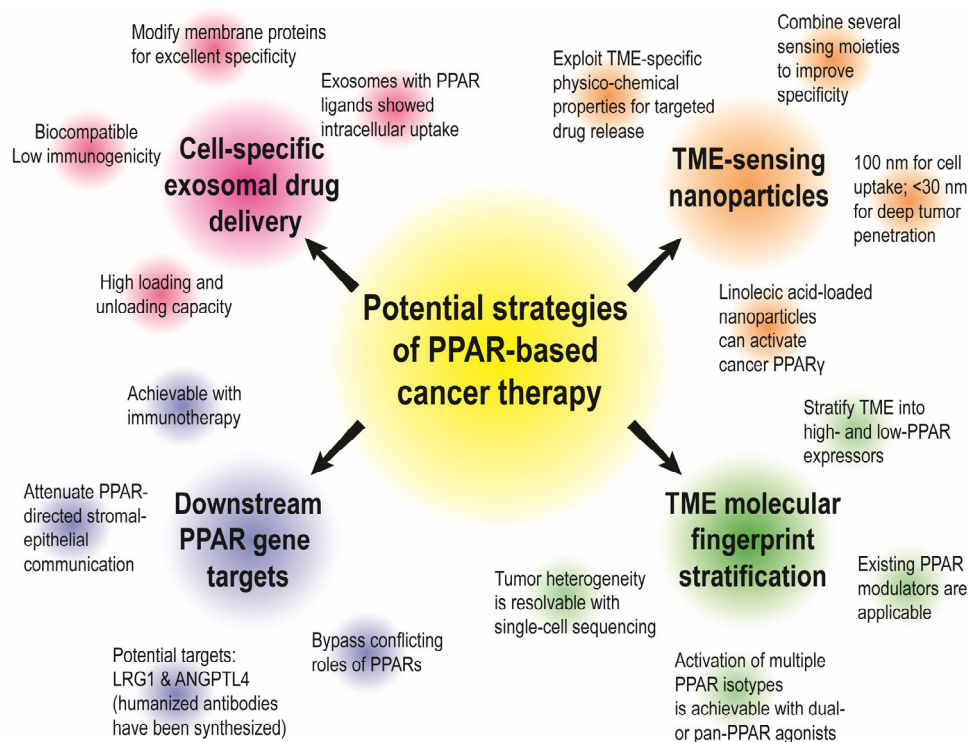 Modify membrane proteins
for excellent specificity
Exosomes with PPAR
ligands showed
intracellular uptake
Biocompatible
Low immunogenicity
Cell-specific
exosomal drug
delivery
High loading and
unloading capacity
Exploit TME-specific
physico-chemical
properties for targeted
drug release
Combine several
sensing moieties
to improve
specificity
TME-sensing
nanoparticles
100 nm for cell
uptake; <30 nm
for deep tumor
penetration
Linolecic acid-loaded
nanoparticles
can activate
cancer PPARγ
Potential strategies
of PPAR-based
cancer therapy
Achievable with
immunotherapy
Attenuate PPAR-
directed stromal-
epithelial
communication
Downstream
PPAR gene
targets
Bypass conflicting
roles of PPARs
Potential targets:
LRG1 & ANGPTL4
(humanized antibodies
have been synthesized)
Stratify TME into
high- and low-PPAR
expressors
TME molecular
fingerprint
stratification
Tumor heterogeneity
is resolvable with
single-cell sequencing
Existing PPAR
modulators are
applicable
Activation of multiple
PPAR isotypes
is achievable with dual-
or pan-PPAR agonists